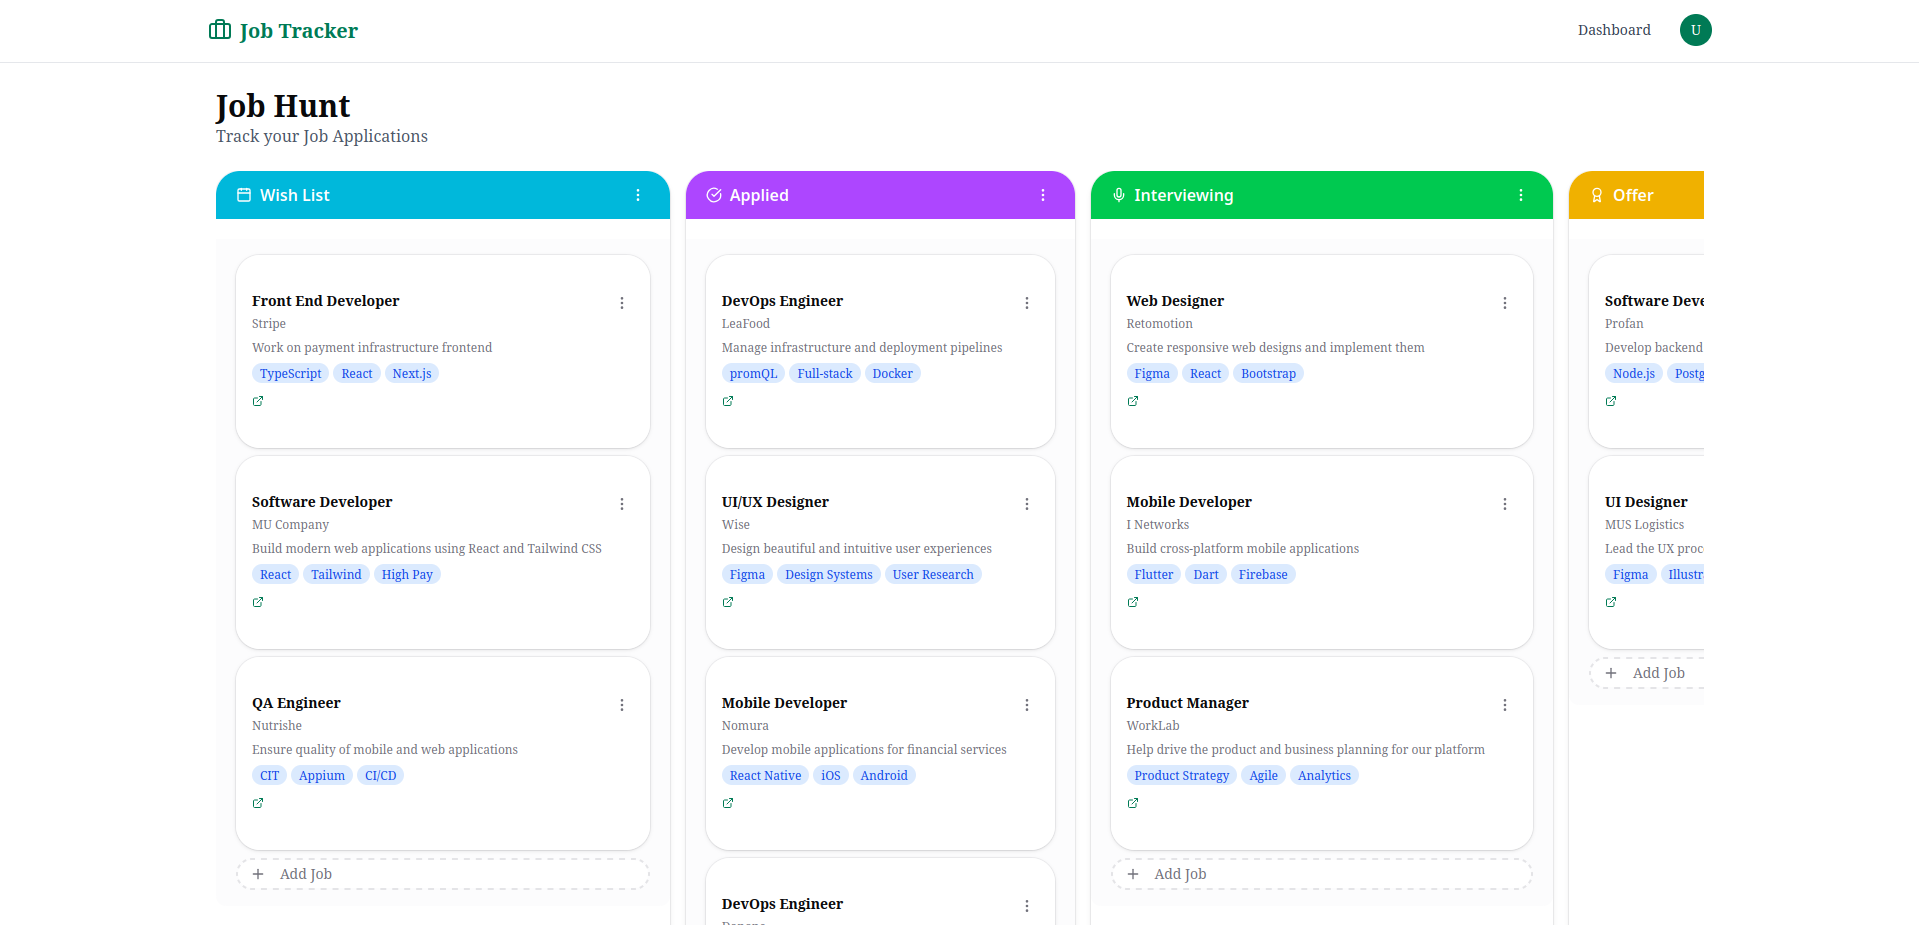 Job Tracker
Dashboard
U
Job Hunt
Track your Job Applications
Wish List
Front End Developer
Stripe
Work on payment infrastructure frontend
TypeScript React Next.js
Software Developer
MU Company
Build modern web applications using React and Tailwind CSS
React Tailwind High Pay
QA Engineer
Nutrishe
Ensure quality of mobile and web applications
CIT Appium CI/CD
Add Job
Applied
DevOps Engineer
LeaFood
Manage infrastructure and deployment pipelines
promQL Full-stack Docker
UI/UX Designer
Wise
Design beautiful and intuitive user experiences
Figma Design Systems User Research
Mobile Developer
Nomura
Develop mobile applications for financial services
React Native iOS Android
DevOps Engineer
Interviewing
Web Designer
Retomotion
Create responsive web designs and implement them
Figma React Bootstrap
Mobile Developer
I Networks
Build cross-platform mobile applications
Flutter Dart Firebase
Product Manager
WorkLab
Help drive the product and business planning for our platform
Product Strategy Agile Analytics
Add Job
Offer
Software Deve
Profan
Develop backend
Node.js Postg
UI Designer
MUS Logistics
Lead the UX proc
Figma Illustr
Add Job